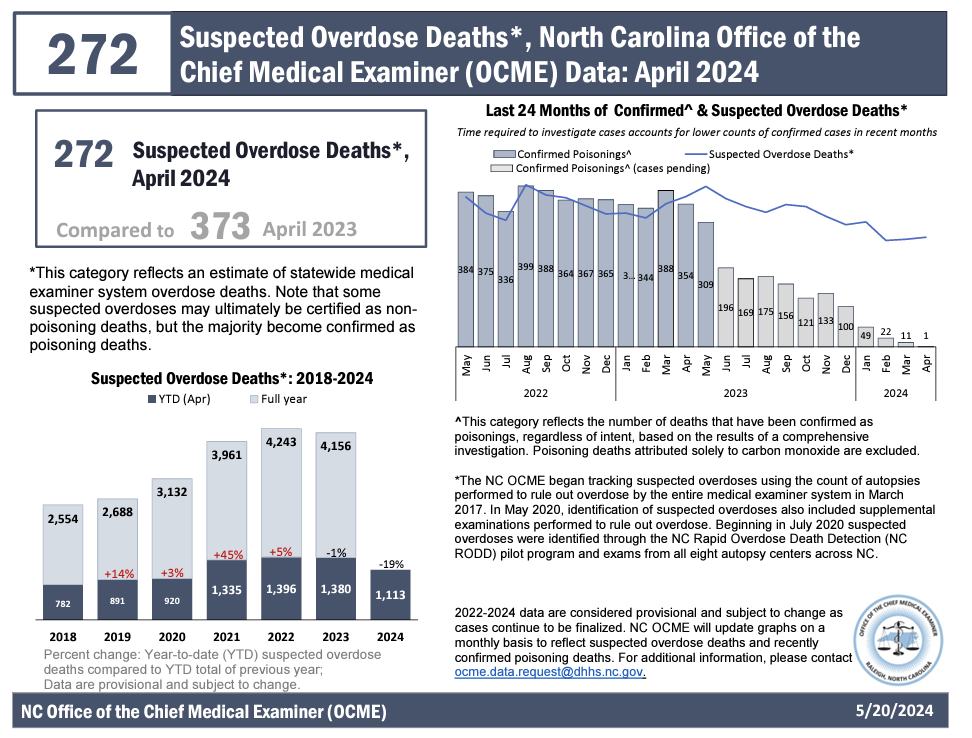 272
Suspected Overdose Deaths*, North Carolina Office of the
Chief Medical Examiner (OCME) Data: April 2024
272 Suspected Overdose Deaths*,
April 2024
Compared to 373 April 2023
*This category reflects an estimate of statewide medical
examiner system overdose deaths. Note that some
suspected overdoses may ultimately be certified as non-
poisoning deaths, but the majority become confirmed as
poisoning deaths.
Suspected Overdose Deaths*: 2018-2024
YTD (Apr) Full year
2,554 2,688 3,132 3,961 4,243 4,156
+14% +3% +45% +5% -1% -19%
782 891 920 1,335 1,396 1,380 1,113
2018 2019 2020 2021 2022 2023 2024
Percent change: Year-to-date (YTD) suspected overdose
deaths compared to YTD total of previous year;
Data are provisional and subject to change.
Last 24 Months of Confirmed^ & Suspected Overdose Deaths*
Time required to investigate cases accounts for lower counts of confirmed cases in recent months
Confirmed Poisonings^ Suspected Overdose Deaths*
Confirmed Poisonings^ (cases pending)
384 375 336 399 388 364 367 365 3... 344 388 354 309 196 169 175 156 121 133 100 49 22 11 1
May Jun Jul Aug Sep Oct Nov Dec Jan Feb Mar Apr May Jun Jul Aug Sep Oct Nov Dec Jan Feb Mar Apr
2022 2023 2024
^This category reflects the number of deaths that have been confirmed as
poisonings, regardless of intent, based on the results of a comprehensive
investigation. Poisoning deaths attributed solely to carbon monoxide are excluded.
*The NC OCME began tracking suspected overdoses using the count of autopsies
performed to rule out overdose by the entire medical examiner system in March
2017. In May 2020, identification of suspected overdoses also included supplemental
examinations performed to rule out overdose. Beginning in July 2020 suspected
overdoses were identified through the NC Rapid Overdose Death Detection (NC
RODD) pilot program and exams from all eight autopsy centers across NC.
2022-2024 data are considered provisional and subject to change as
cases continue to be finalized. NC OCME will update graphs on a
monthly basis to reflect suspected overdose deaths and recently
confirmed poisoning deaths. For additional information, please contact
ocme.data.request@dhhs.nc.gov.
OFFICE OF THE CHIEF MEDICAL EXAMINER
RALEIGH, NORTH CAROLINA
NC Office of the Chief Medical Examiner (OCME)
5/20/2024